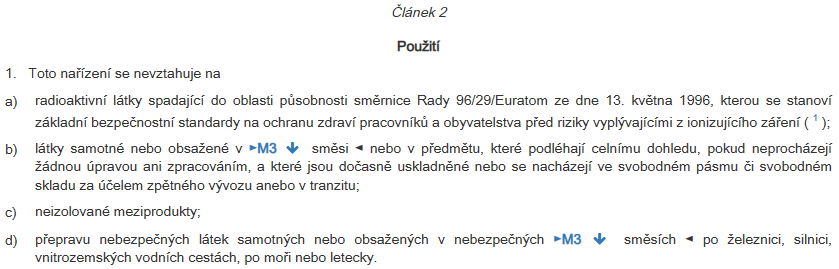 Článek 2
Použití
1. Toto nařízení se nevztahuje na
a) radioaktivní látky spadající do oblasti působnosti směrnice Rady 96/29/Euratom ze dne 13. května 1996, kterou se stanoví
základní bezpečnostní standardy na ochranu zdraví pracovníků a obyvatelstva před riziky vyplývajícími z ionizujícího záření ( 1 );
b) látky samotné nebo obsažené v ►M3 ↓ směsi ◄ nebo v předmětu, které podléhají celnímu dohledu, pokud neprocházejí
žádnou úpravou ani zpracováním, a které jsou dočasně uskladněné nebo se nacházejí ve svobodném pásmu či svobodném
skladu za účelem zpětného vývozu anebo v tranzitu;
c) neizolované meziprodukty;
d) přepravu nebezpečných látek samotných nebo obsažených v nebezpečných ►M3 ↓ směsích ◄ po železnici, silnici,
vnitrozemských vodních cestách, po moři nebo letecky.